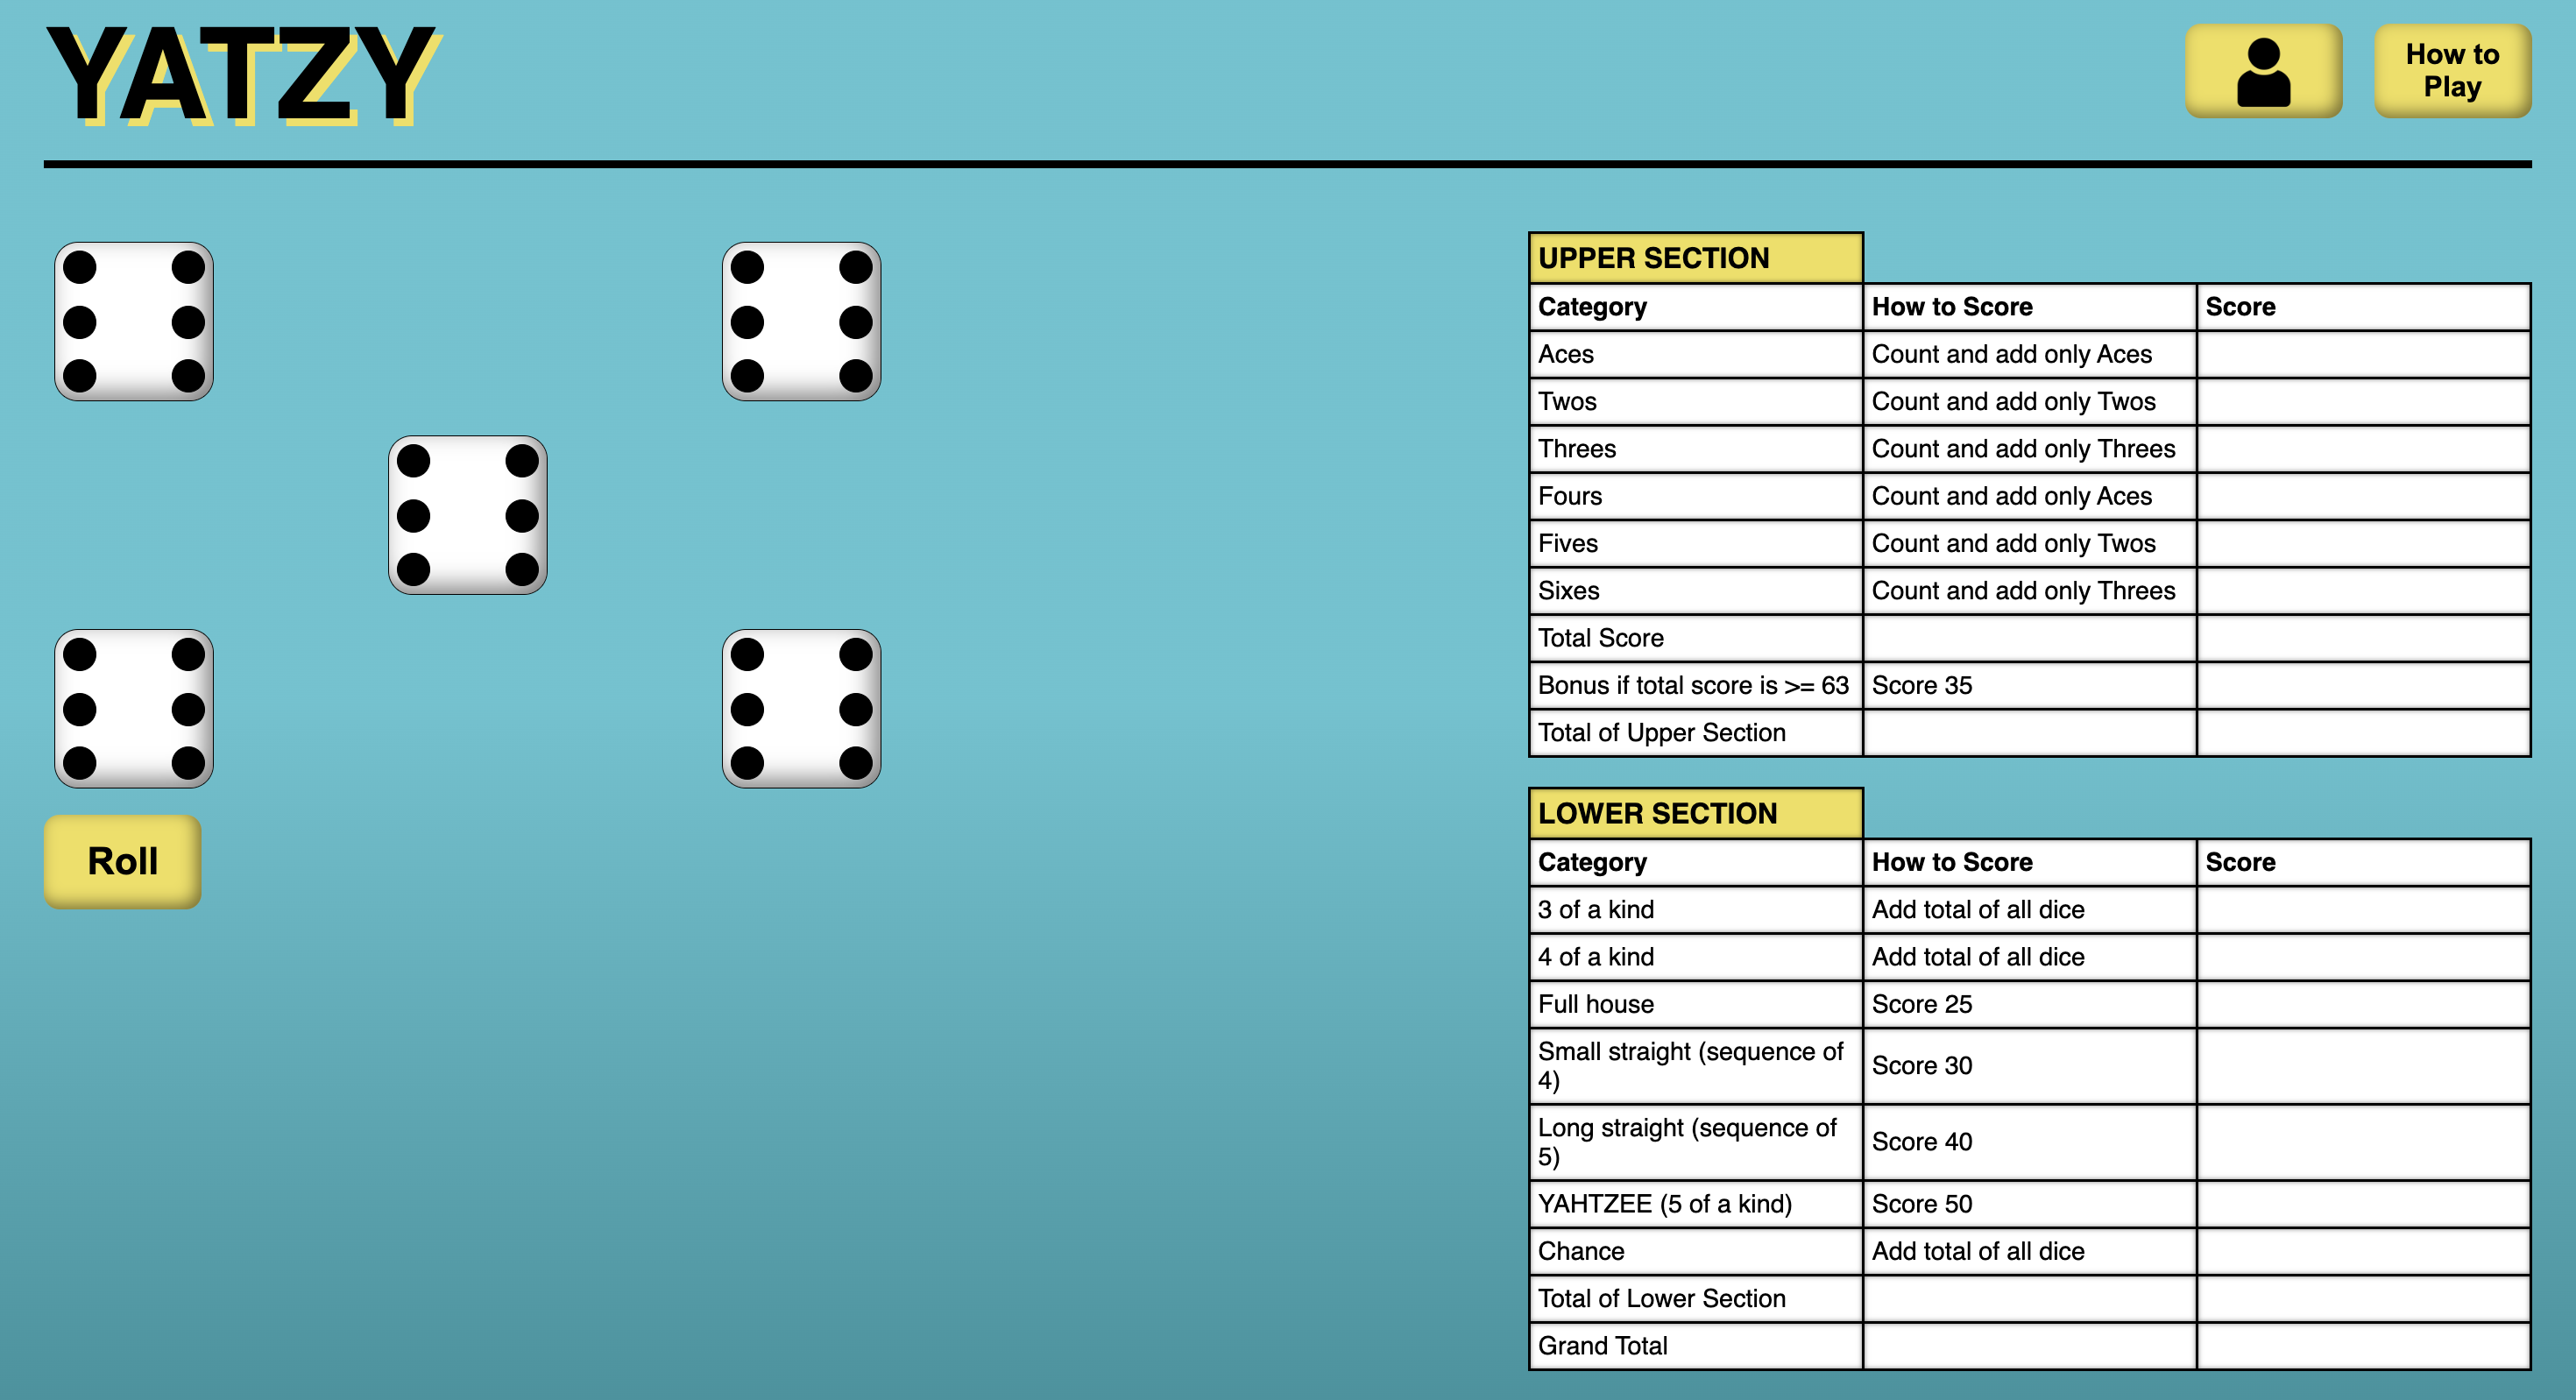 YATZY
How to
Play
UPPER SECTION
Category How to Score Score
Aces Count and add only Aces
Twos Count and add only Twos
Threes Count and add only Threes
Fours Count and add only Aces
Fives Count and add only Twos
Sixes Count and add only Threes
Total Score
Bonus if total score is >= 63 Score 35
Total of Upper Section
Roll
LOWER SECTION
Category How to Score Score
3 of a kind Add total of all dice
4 of a kind Add total of all dice
Full house Score 25
Small straight (sequence of
4) Score 30
Long straight (sequence of
5) Score 40
YAHTZEE (5 of a kind) Score 50
Chance Add total of all dice
Total of Lower Section
Grand Total